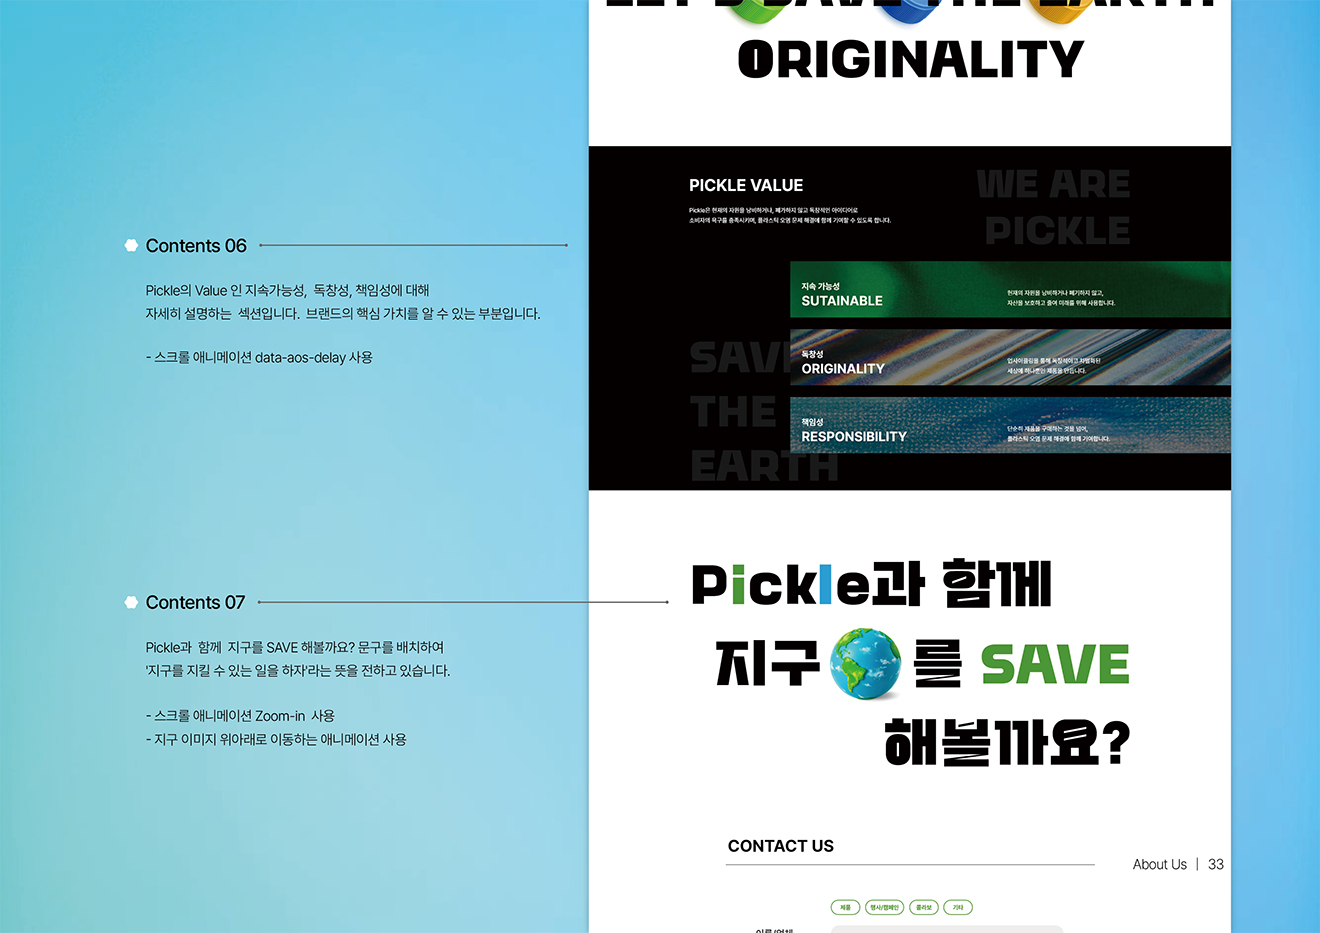 LET'S SAVE THE EARTH
ORIGINALITY
PICKLE VALUE
Pickle은 현재의 자원을 낭비하거나, 폐기하지 않고 독창적인 아이디어로
소비자의 욕구를 충족시키며, 플라스틱 오염 문제 해결에 함께 기여할 수 있도록 합니다.
WE ARE
PICKLE
Contents 06
Pickle의 Value 인 지속가능성, 독창성, 책임성에 대해
자세히 설명하는 섹션입니다. 브랜드의 핵심 가치를 알 수 있는 부분입니다.
- 스크롤 애니메이션 data-aos-delay 사용
지속 가능성
SUTAINABLE
현재의 자원을 낭비하거나 폐기하지 않고,
자산을 보호하고 줄여 미래를 위해 사용합니다.
독창성
ORIGINALITY
업사이클링을 통해 독창적이고 차별화된
세상에 하나뿐인 제품을 만듭니다.
책임성
RESPONSIBILITY
단순히 제품을 구매하는 것을 넘어,
플라스틱 오염 문제 해결에 함께 기여합니다.
SAVE
THE
EARTH
Contents 07
Pickle과 함께 지구를 SAVE 해볼까요? 문구를 배치하여
'지구를 지킬 수 있는 일을 하자'라는 뜻을 전하고 있습니다.
- 스크롤 애니메이션 Zoom-in 사용
- 지구 이미지 위아래로 이동하는 애니메이션 사용
Pickle과 함께
지구 를 SAVE
해볼까요?
CONTACT US
About Us | 33
제품 행사/캠페인 콜라보 기타
이름/업체